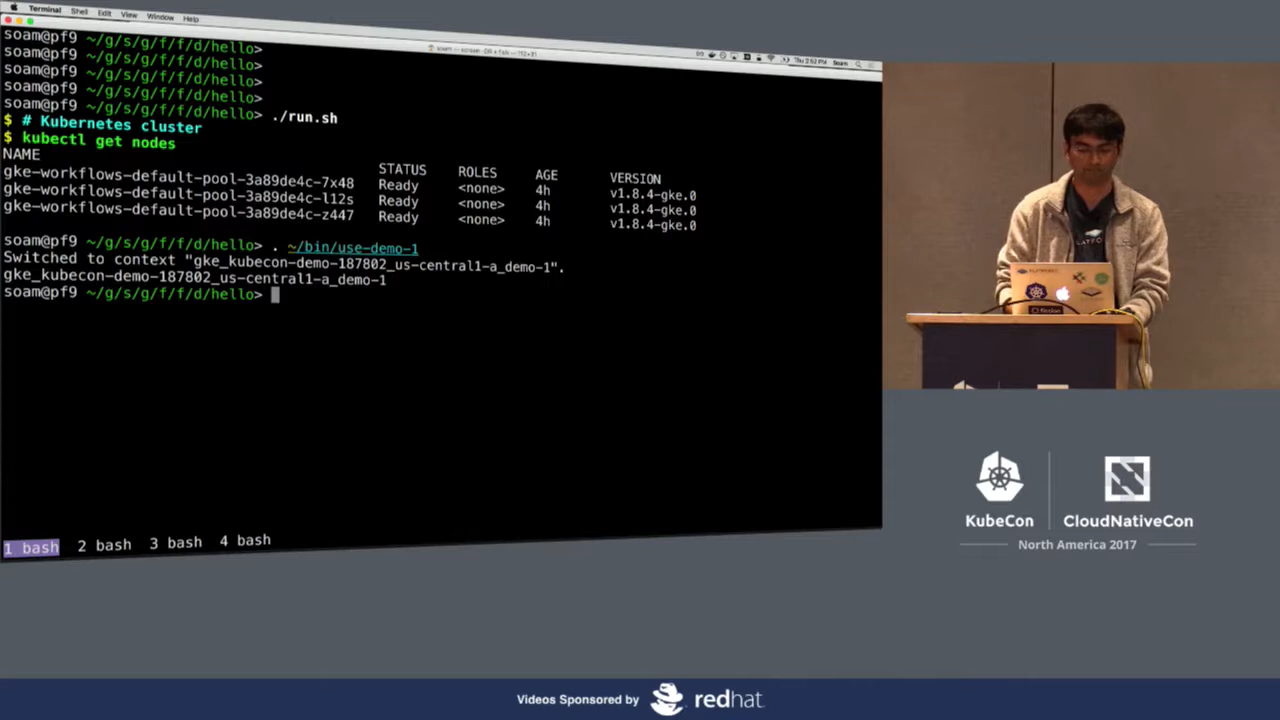 Terminal Shell Edit View Window Help
Thu 2:52 PM Soam
soam@pf9 ~/g/s/g/f/f/d/hello>
soam@pf9 ~/g/s/g/f/f/d/hello>
soam@pf9 ~/g/s/g/f/f/d/hello>
soam@pf9 ~/g/s/g/f/f/d/hello>
soam@pf9 ~/g/s/g/f/f/d/hello> ./run.sh
$ # Kubernetes cluster
$ kubectl get nodes
NAME STATUS ROLES AGE VERSION
gke-workflows-default-pool-3a89de4c-7x48 Ready <none> 4h v1.8.4-gke.0
gke-workflows-default-pool-3a89de4c-l12s Ready <none> 4h v1.8.4-gke.0
gke-workflows-default-pool-3a89de4c-z447 Ready <none> 4h v1.8.4-gke.0
soam@pf9 ~/g/s/g/f/f/d/hello> . ~/bin/use-demo-1
Switched to context "gke_kubecon-demo-187802_us-central1-a_demo-1".
gke_kubecon-demo-187802_us-central1-a_demo-1
soam@pf9 ~/g/s/g/f/f/d/hello>
1 bash 2 bash 3 bash 4 bash
fission
KubeCon
CloudNativeCon
North America 2017
Videos Sponsored by
redhat